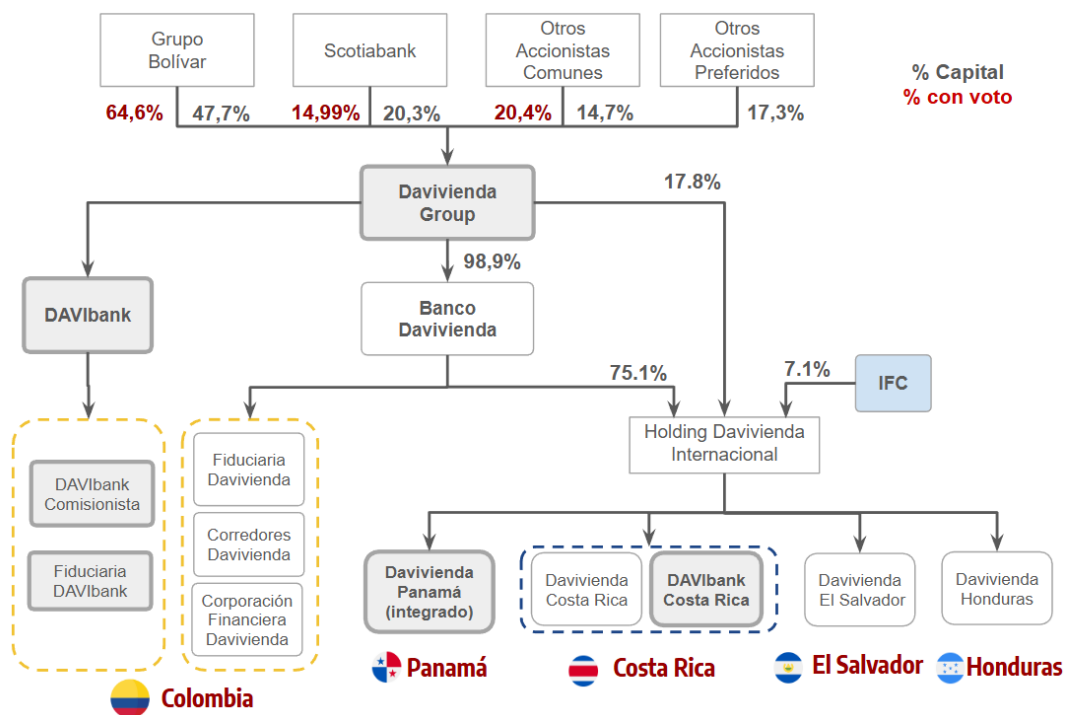 Grupo
Bolívar
Scotiabank
Otros
Accionistas
Comunes
Otros
Accionistas
Preferidos
% Capital
% con voto
64,6%
47,7%
14,99%
20,3%
20,4%
14,7%
17,3%
Davivienda
Group
17.8%
98,9%
DAVIbank
Banco
Davivienda
75.1%
7.1%
IFC
Holding Davivienda
Internacional
DAVIbank
Comisionista
Fiduciaria
DAVIbank
Fiduciaria
Davivienda
Corredores
Davivienda
Corporación
Financiera
Davivienda
Davivienda
Panamá
(integrado)
Davivienda
Costa Rica
DAVIbank
Costa Rica
Davivienda
El Salvador
Davivienda
Honduras
Panamá
Costa Rica
El Salvador
Honduras
Colombia